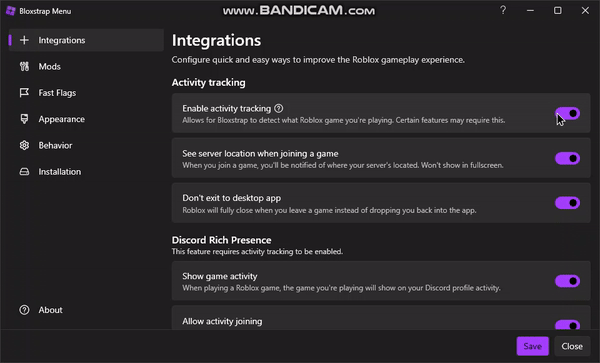 Bloxstrap Menu
www.BANDICAM.com
?
Integrations
Mods
Fast Flags
Appearance
Behavior
Installation
About
Integrations
Configure quick and easy ways to improve the Roblox gameplay experience.
Activity tracking
Enable activity tracking ?
Allows for Bloxstrap to detect what Roblox game you're playing. Certain features may require this.
See server location when joining a game
When you join a game, you'll be notified of where your server's located. Won't show in fullscreen.
Don't exit to desktop app
Roblox will fully close when you leave a game instead of dropping you back into the app.
Discord Rich Presence
This feature requires activity tracking to be enabled.
Show game activity
When playing a Roblox game, the game you're playing will show on your Discord profile activity.
Allow activity joining
Save
Close